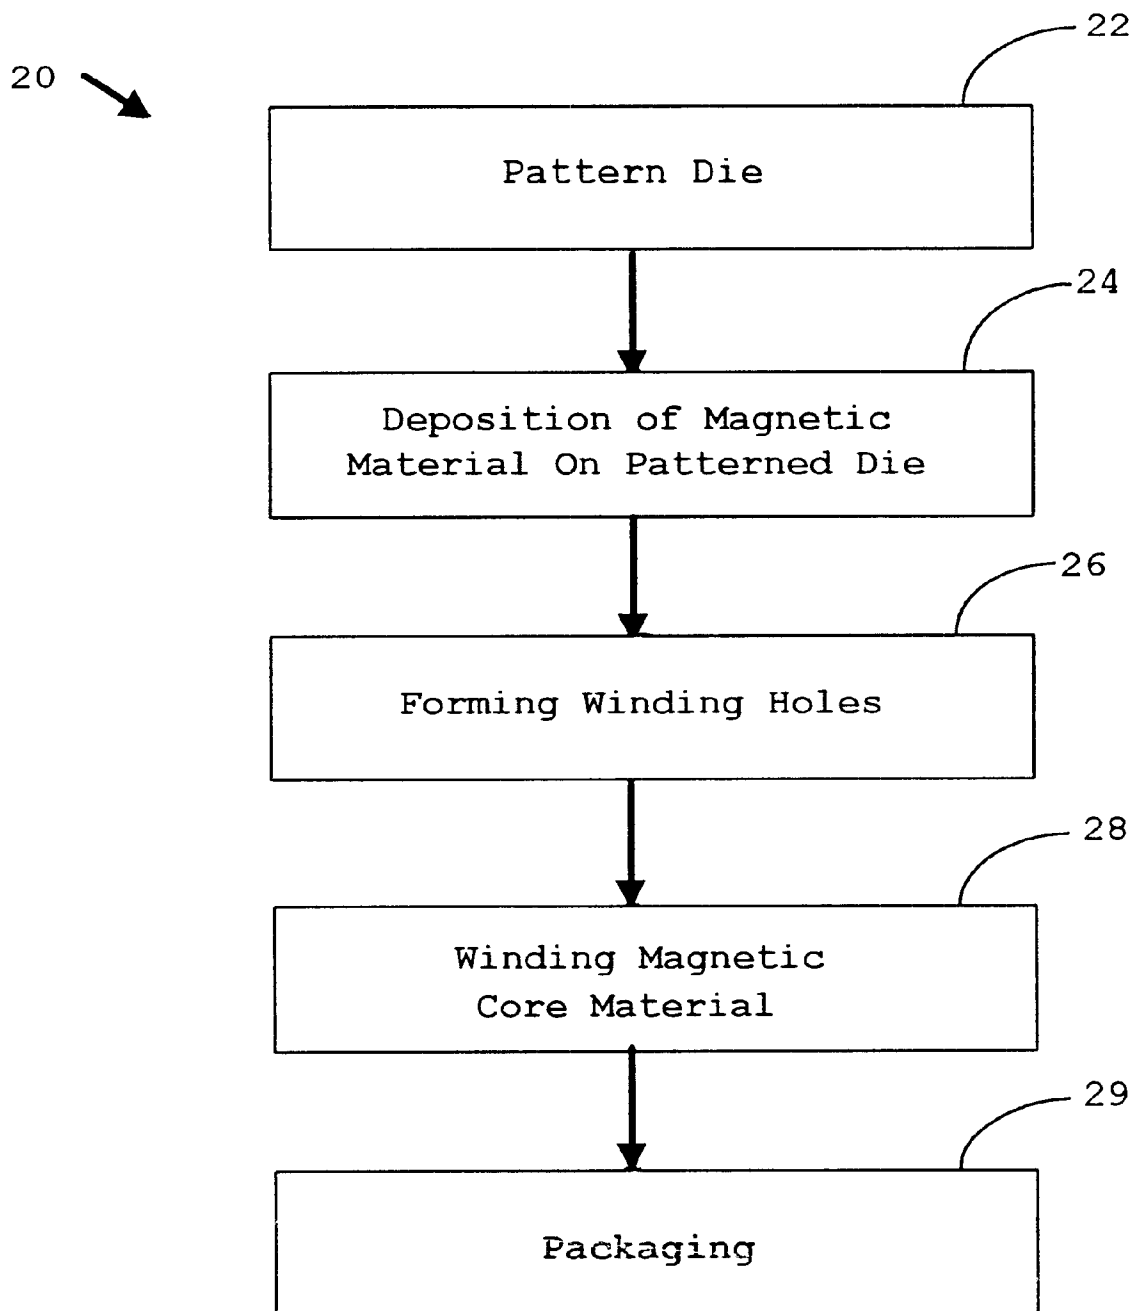 22
20
Pattern Die
24
Deposition of Magnetic
Material On Patterned Die
26
Forming Winding Holes
28
Winding Magnetic
Core Material
29
Packaging